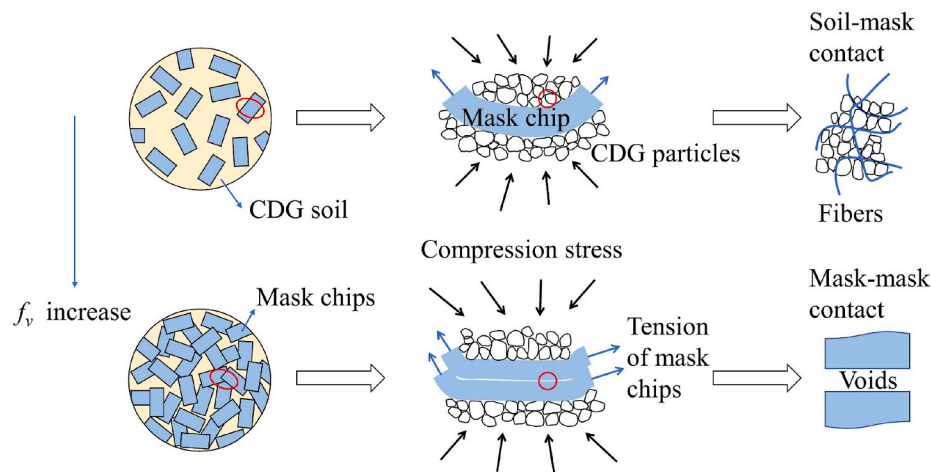 Soil-mask
contact
Mask chip
CDG particles
CDG soil
Fibers
Compression stress
Mask-mask
contact
Mask chips
fv increase
Tension
of mask
chips
Voids